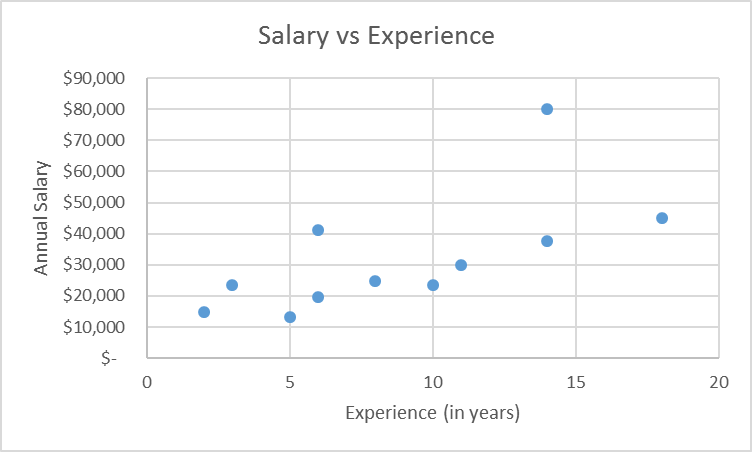 Salary vs Experience
$90,000
$80,000
$70,000
$60,000
$50,000
$40,000
$30,000
$20,000
$10,000
$-
Annual Salary
0 5 10 15 20
Experience (in years)